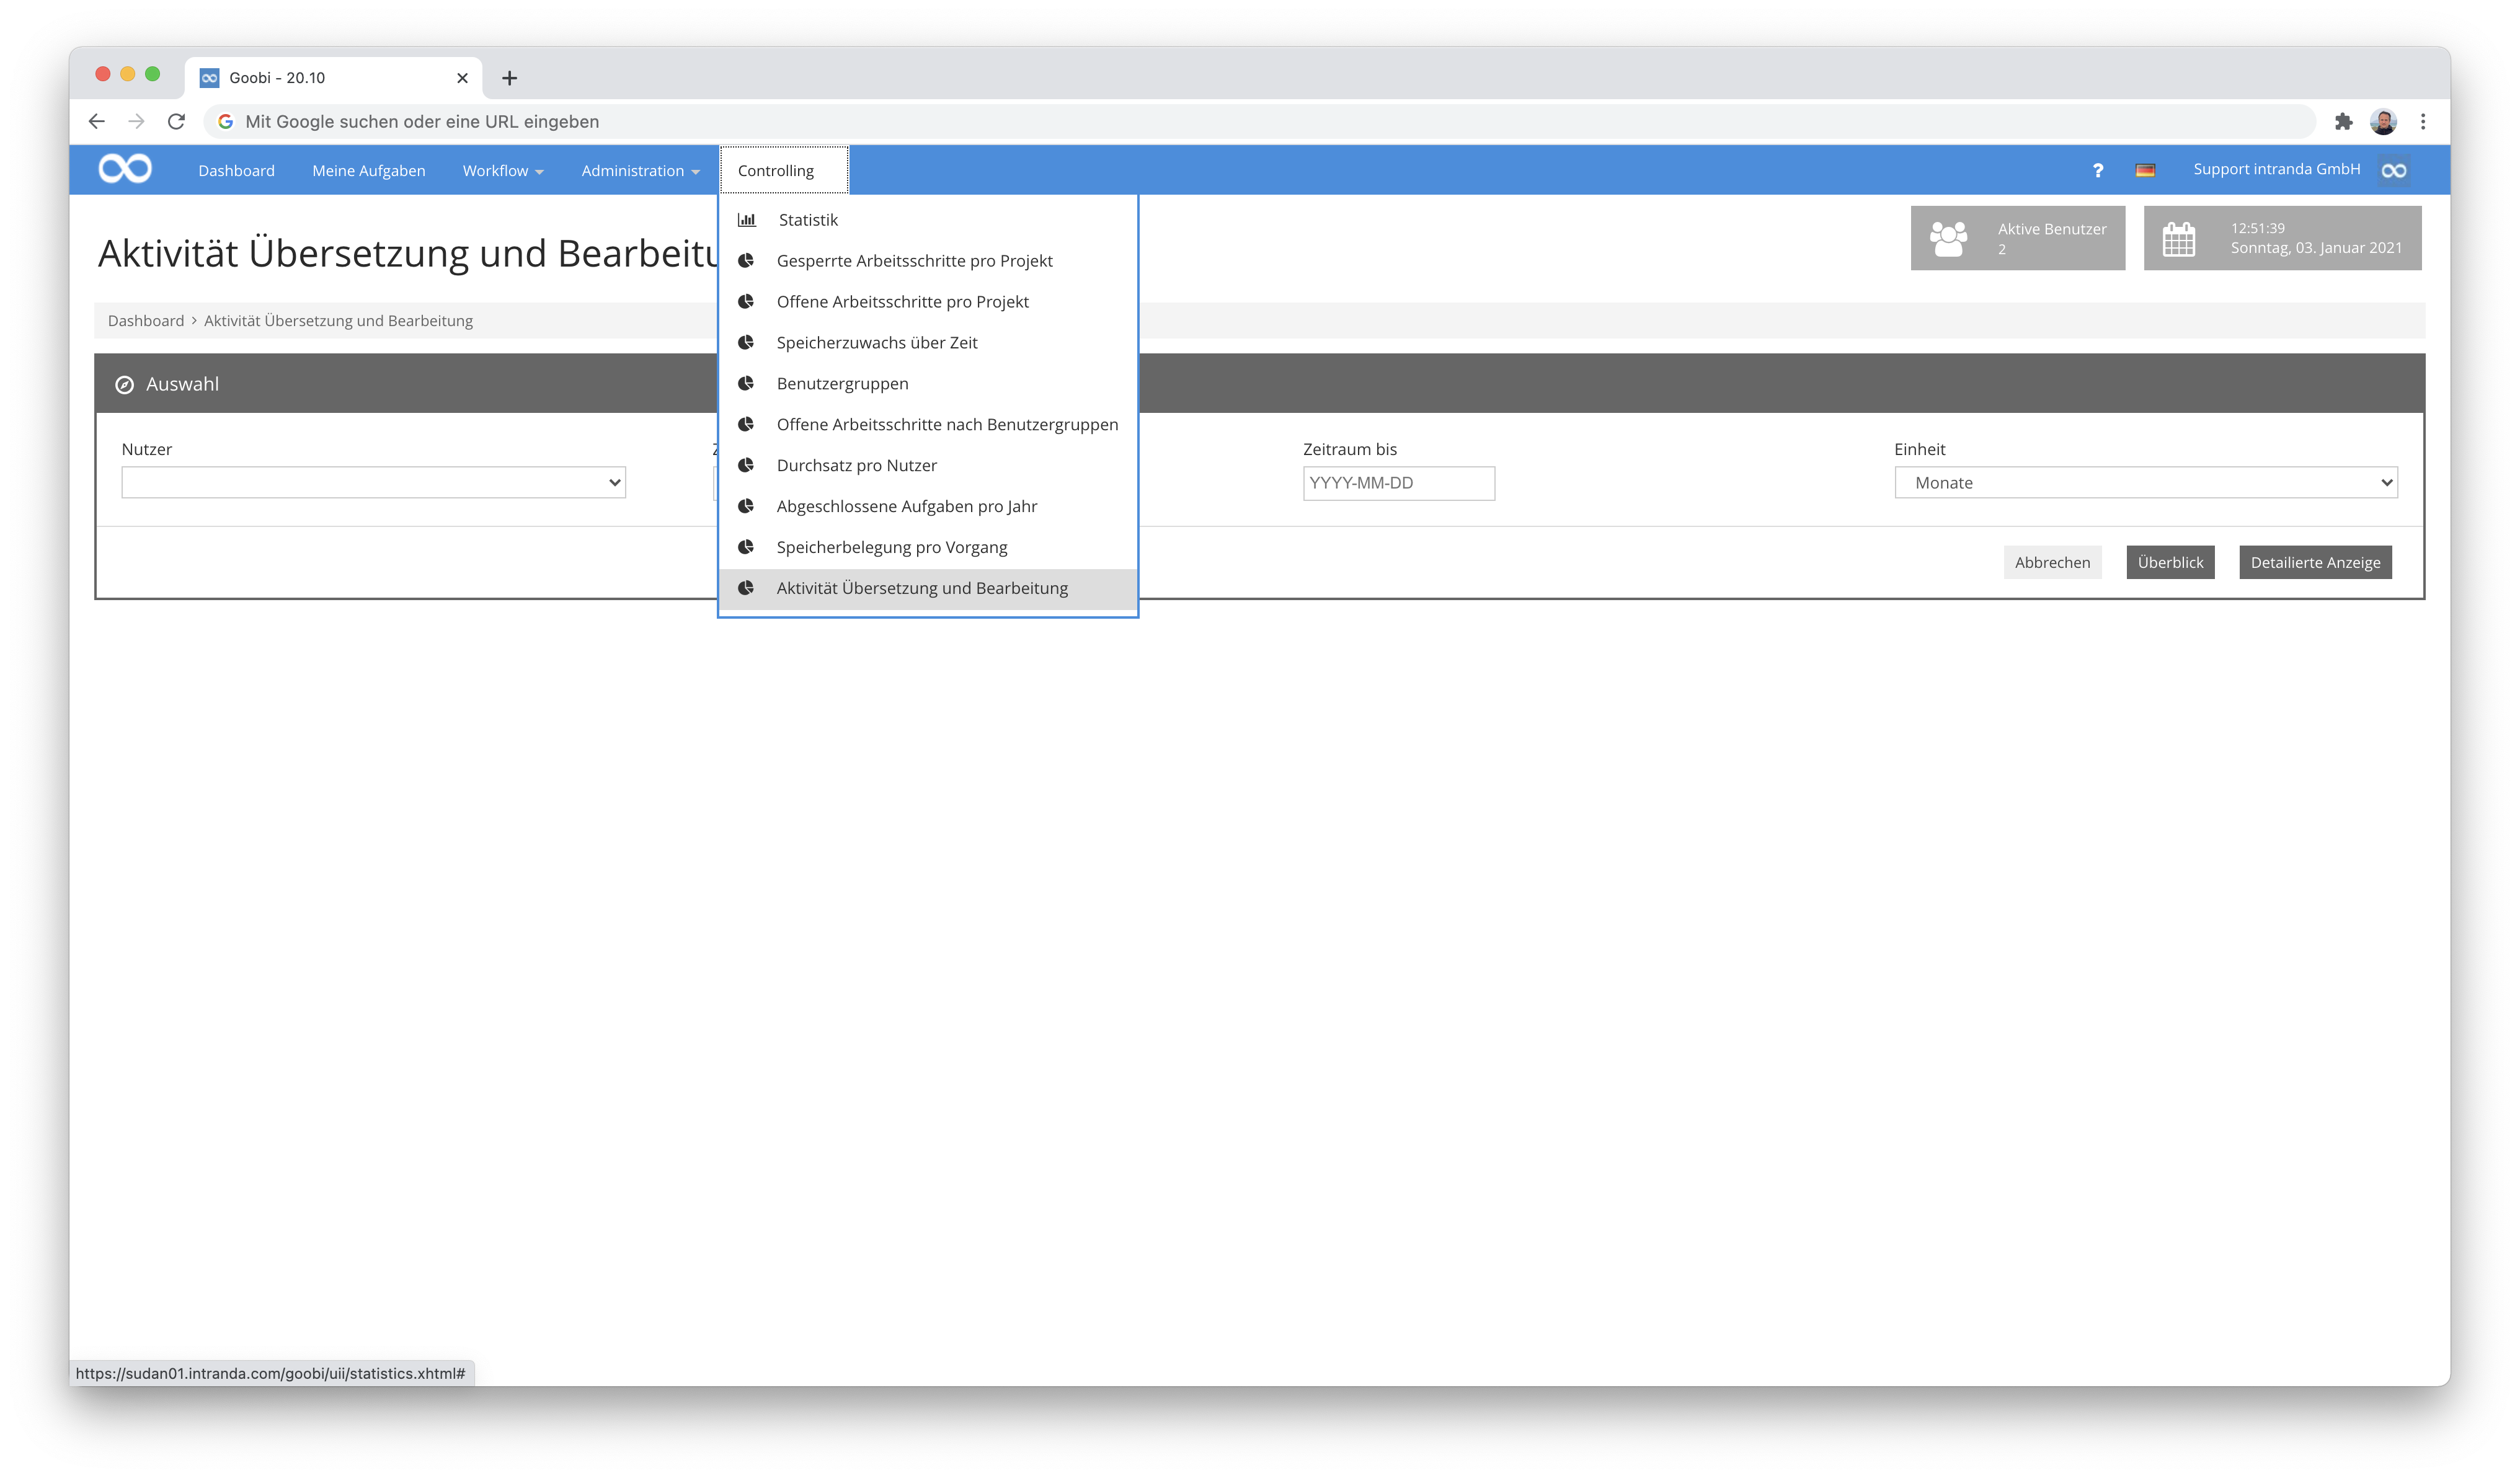 Goobi - 20.10
Mit Google suchen oder eine URL eingeben
Dashboard Meine Aufgaben Workflow Administration Controlling ? Support intranda GmbH
Statistik
Gesperrte Arbeitsschritte pro Projekt
Offene Arbeitsschritte pro Projekt
Speicherzuwachs über Zeit
Benutzergruppen
Offene Arbeitsschritte nach Benutzergruppen
Durchsatz pro Nutzer
Abgeschlossene Aufgaben pro Jahr
Speicherbelegung pro Vorgang
Aktivität Übersetzung und Bearbeitung
Aktivität Übersetzung und Bearbeitu
Aktive Benutzer
2
12:51:39
Sonntag, 03. Januar 2021
Dashboard > Aktivität Übersetzung und Bearbeitung
Auswahl
Nutzer
Zeitraum bis
YYYY-MM-DD
Einheit
Monate
Abbrechen Überblick Detailierte Anzeige
https://sudan01.intranda.com/goobi/uii/statistics.xhtml#